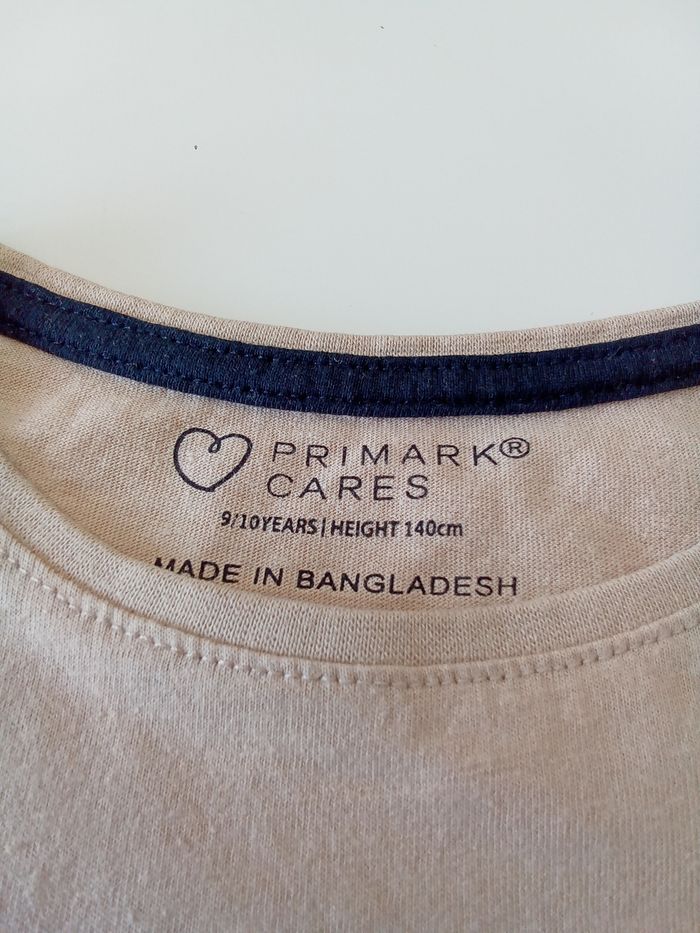 PRIMARK®
CARES
9/10YEARS | HEIGHT 140cm
MADE IN BANGLADESH